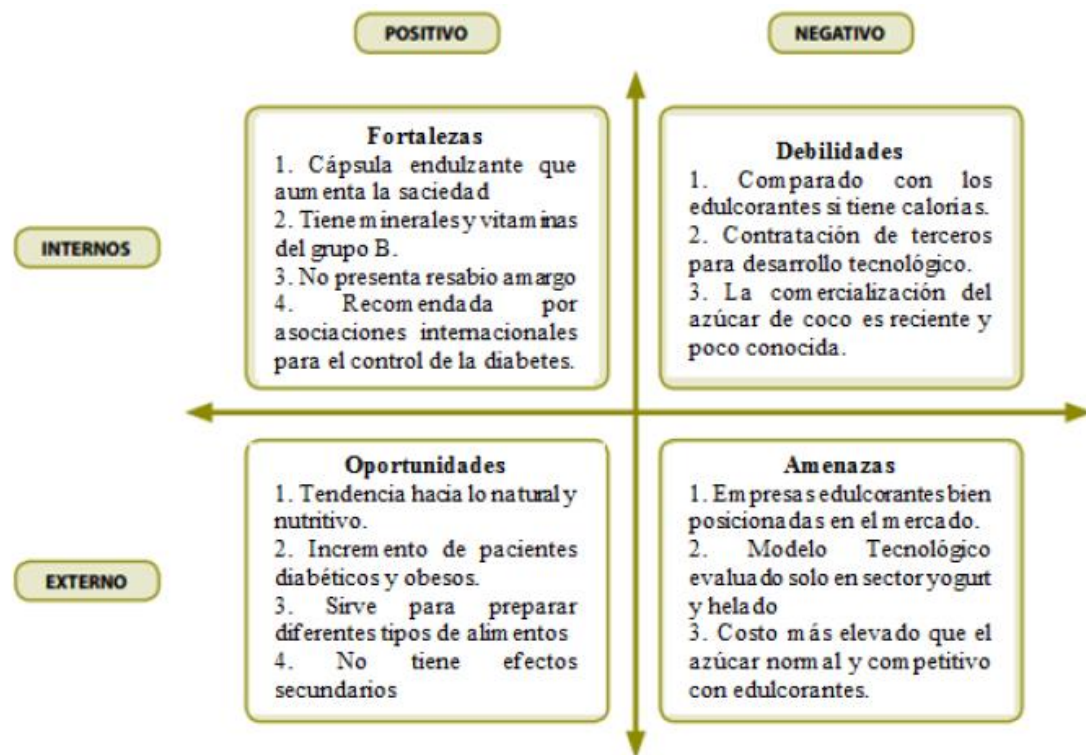 POSITIVO
NEGATIVO
INTERNOS
Fortalezas
1. Cápsula endulzante que
aumenta la saciedad
2. Tiene minerales y vitaminas
del grupo B.
3. No presenta resabio amargo
4. Recomendada por
asociaciones internacionales
para el control de la diabetes.
Debilidades
1. Comparado con los
edulcorantes si tiene calorías.
2. Contratación de terceros
para desarrollo tecnológico.
3. La comercialización del
azúcar de coco es reciente y
poco conocida.
EXTERNO
Oportunidades
1. Tendencia hacia lo natural y
nutritivo.
2. Incremento de pacientes
diabéticos y obesos.
3. Sirve para preparar
diferentes tipos de alimentos
4. No tiene efectos
secundarios
Amenazas
1. Empresas edulcorantes bien
posicionadas en el mercado.
2. Modelo Tecnológico
evaluado solo en sector yogurt
y helado
3. Costo más elevado que el
azúcar normal y competitivo
con edulcorantes.